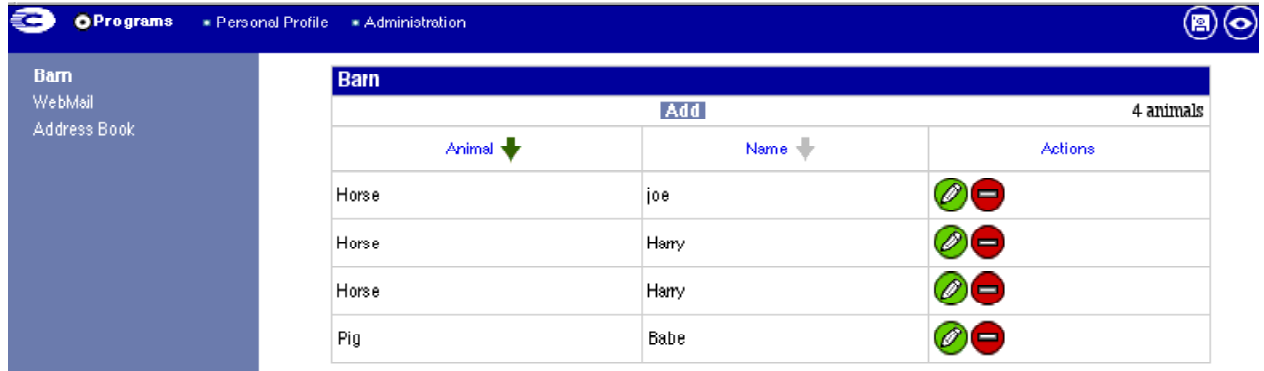 Programs Personal Profile Administration
Barn
WebMail
Address Book
Barn
Add 4 animals
Animal Name Actions
Horse joe
Horse Harry
Horse Harry
Pig Babe